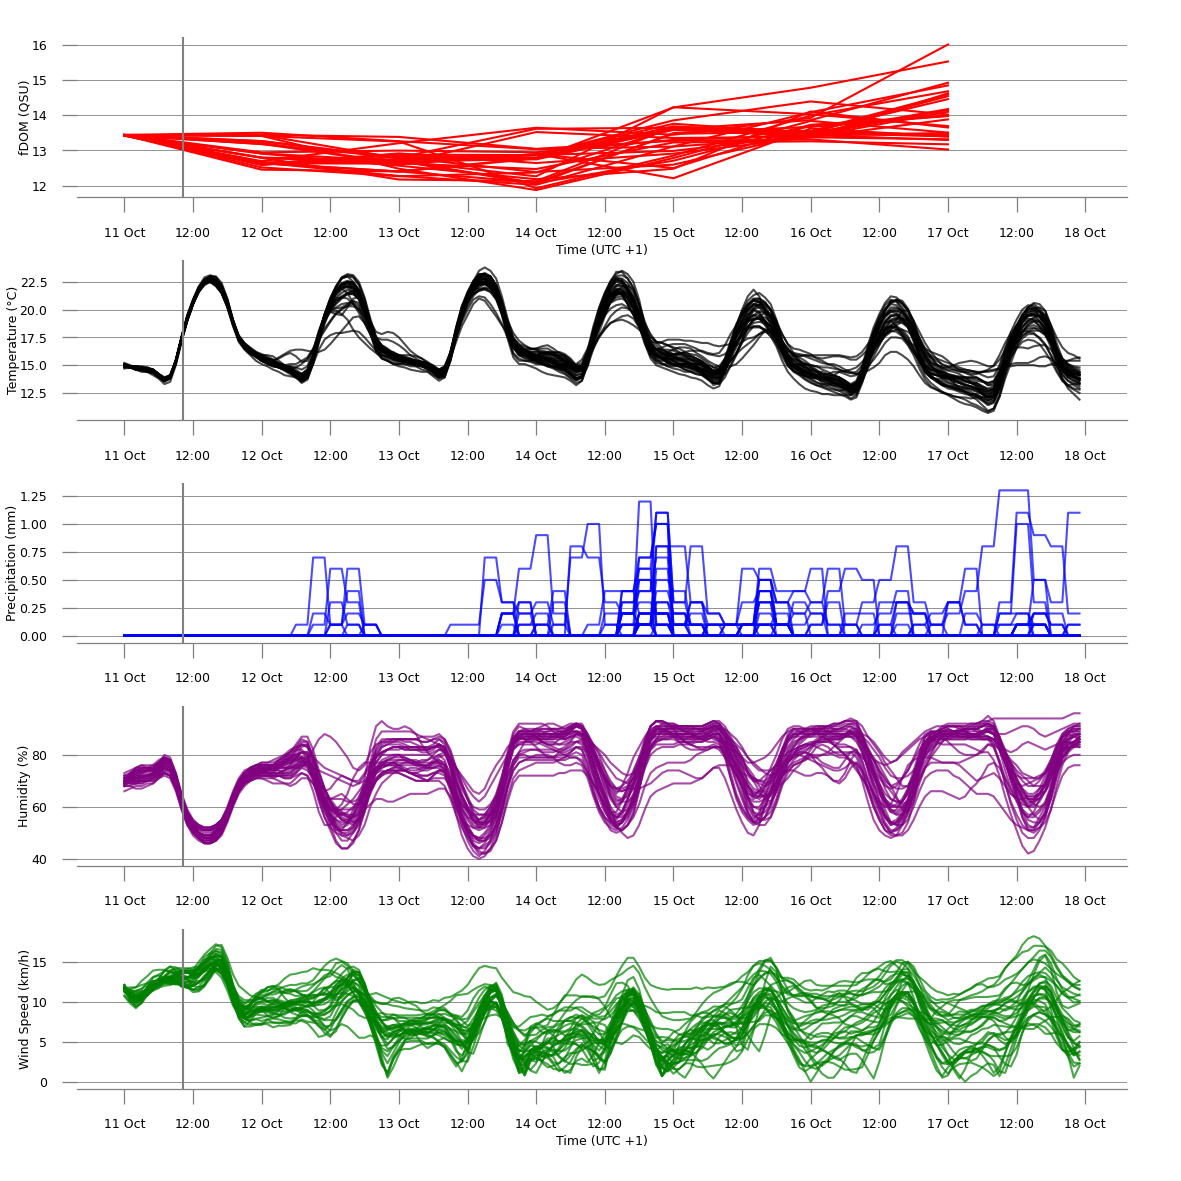 fDOM (QSU)
16
15
14
13
12
11 Oct 12:00 12 Oct 12:00 13 Oct 12:00 14 Oct 12:00 15 Oct 12:00 16 Oct 12:00 17 Oct 12:00 18 Oct
Time (UTC +1)
Temperature (°C)
22.5
20.0
17.5
15.0
12.5
11 Oct 12:00 12 Oct 12:00 13 Oct 12:00 14 Oct 12:00 15 Oct 12:00 16 Oct 12:00 17 Oct 12:00 18 Oct
Precipitation (mm)
1.25
1.00
0.75
0.50
0.25
0.00
11 Oct 12:00 12 Oct 12:00 13 Oct 12:00 14 Oct 12:00 15 Oct 12:00 16 Oct 12:00 17 Oct 12:00 18 Oct
Humidity (%)
80
60
40
11 Oct 12:00 12 Oct 12:00 13 Oct 12:00 14 Oct 12:00 15 Oct 12:00 16 Oct 12:00 17 Oct 12:00 18 Oct
Wind Speed (km/h)
15
10
5
0
11 Oct 12:00 12 Oct 12:00 13 Oct 12:00 14 Oct 12:00 15 Oct 12:00 16 Oct 12:00 17 Oct 12:00 18 Oct
Time (UTC +1)